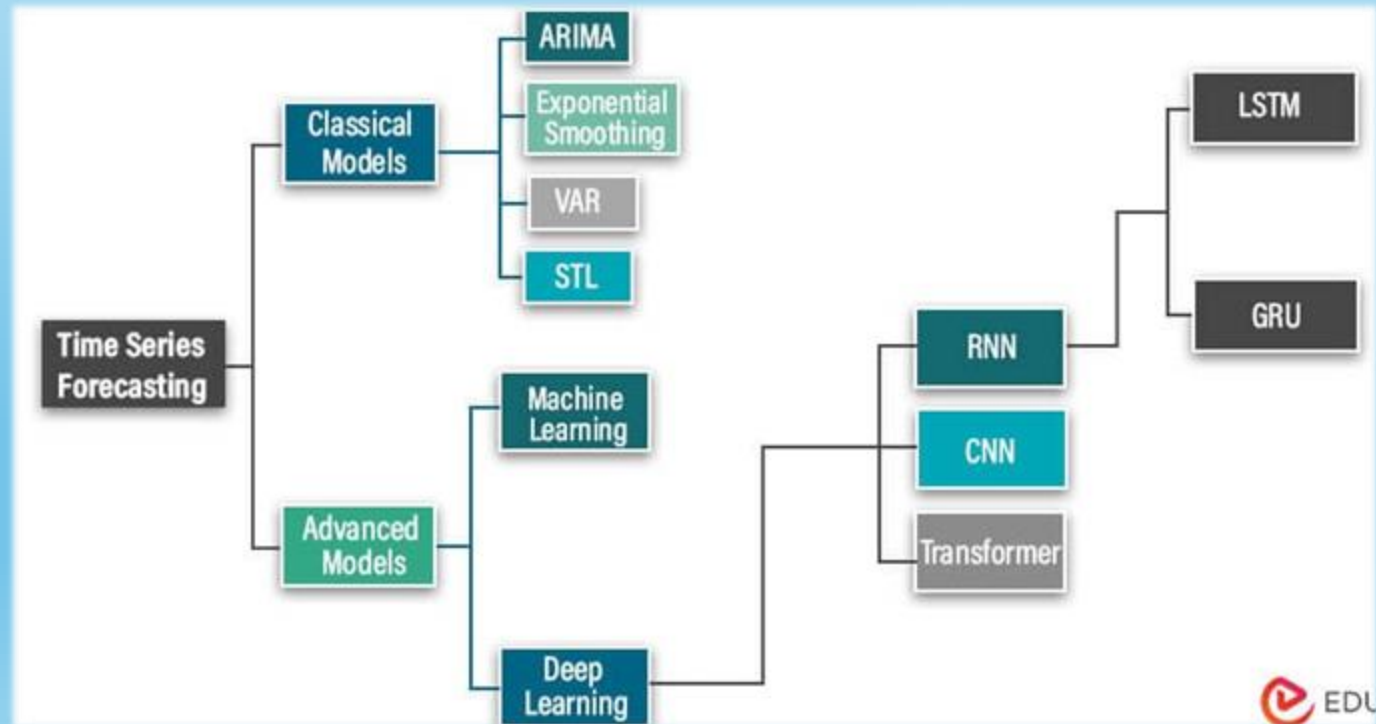 Time Series
Forecasting
Classical
Models
ARIMA
Exponential
Smoothing
VAR
STL
Advanced
Models
Machine
Learning
Deep
Learning
RNN
CNN
Transformer
LSTM
GRU
EDU